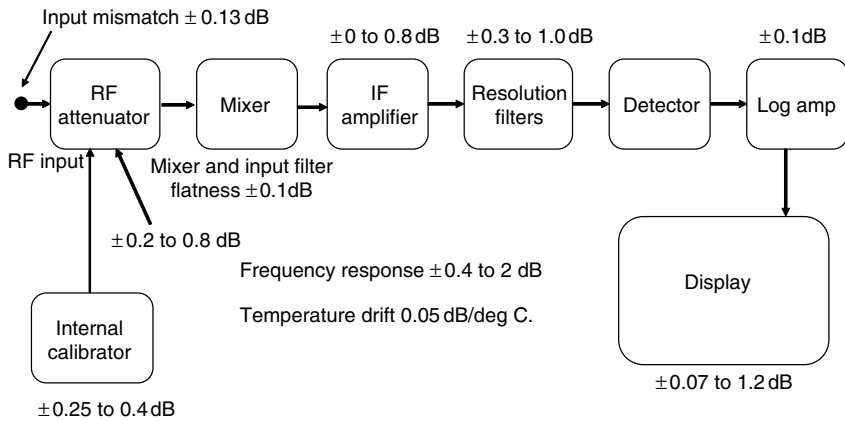 Input mismatch ± 0.13 dB
±0 to 0.8 dB
±0.3 to 1.0 dB
±0.1dB
RF
attenuator
Mixer
IF
amplifier
Resolution
filters
Detector
Log amp
RF input
Mixer and input filter
flatness ±0.1dB
±0.2 to 0.8 dB
Frequency response ±0.4 to 2 dB
Temperature drift 0.05 dB/deg C.
Display
Internal
calibrator
±0.07 to 1.2 dB
±0.25 to 0.4 dB